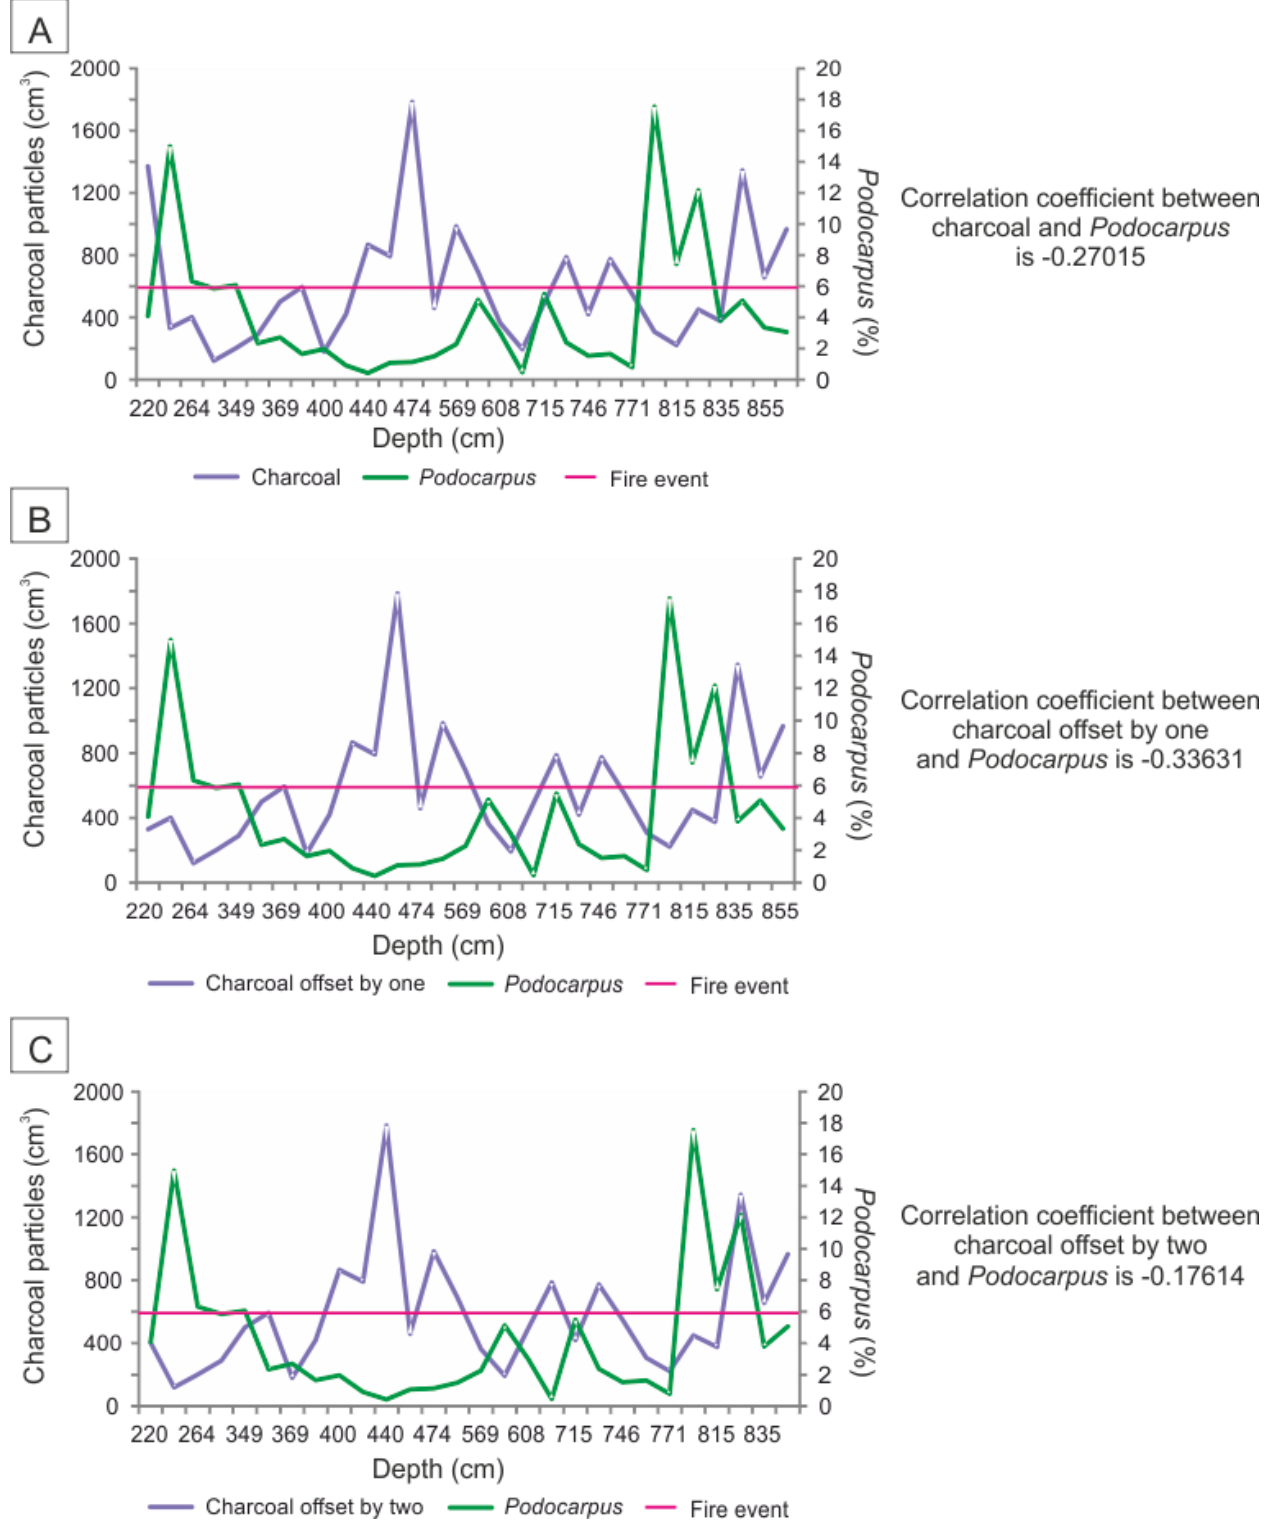 A
Charcoal particles (cm³)
2000
1600
1200
800
400
0
20
18
16
14
12
10
8
6
4
2
0
Podocarpus (%)
220 264 349 369 400 440 474 569 608 715 746 771 815 835 855
Depth (cm)
Charcoal Podocarpus Fire event
Correlation coefficient between
charcoal and Podocarpus
is -0.27015
B
Charcoal particles (cm³)
2000
1600
1200
800
400
0
20
18
16
14
12
10
8
6
4
2
0
Podocarpus (%)
220 264 349 369 400 440 474 569 608 715 746 771 815 835 855
Depth (cm)
Charcoal offset by one Podocarpus Fire event
Correlation coefficient between
charcoal offset by one
and Podocarpus is -0.33631
C
Charcoal particles (cm³)
2000
1600
1200
800
400
0
20
18
16
14
12
10
8
6
4
2
0
Podocarpus (%)
220 264 349 369 400 440 474 569 608 715 746 771 815 835
Depth (cm)
Charcoal offset by two Podocarpus Fire event
Correlation coefficient between
charcoal offset by two
and Podocarpus is -0.17614